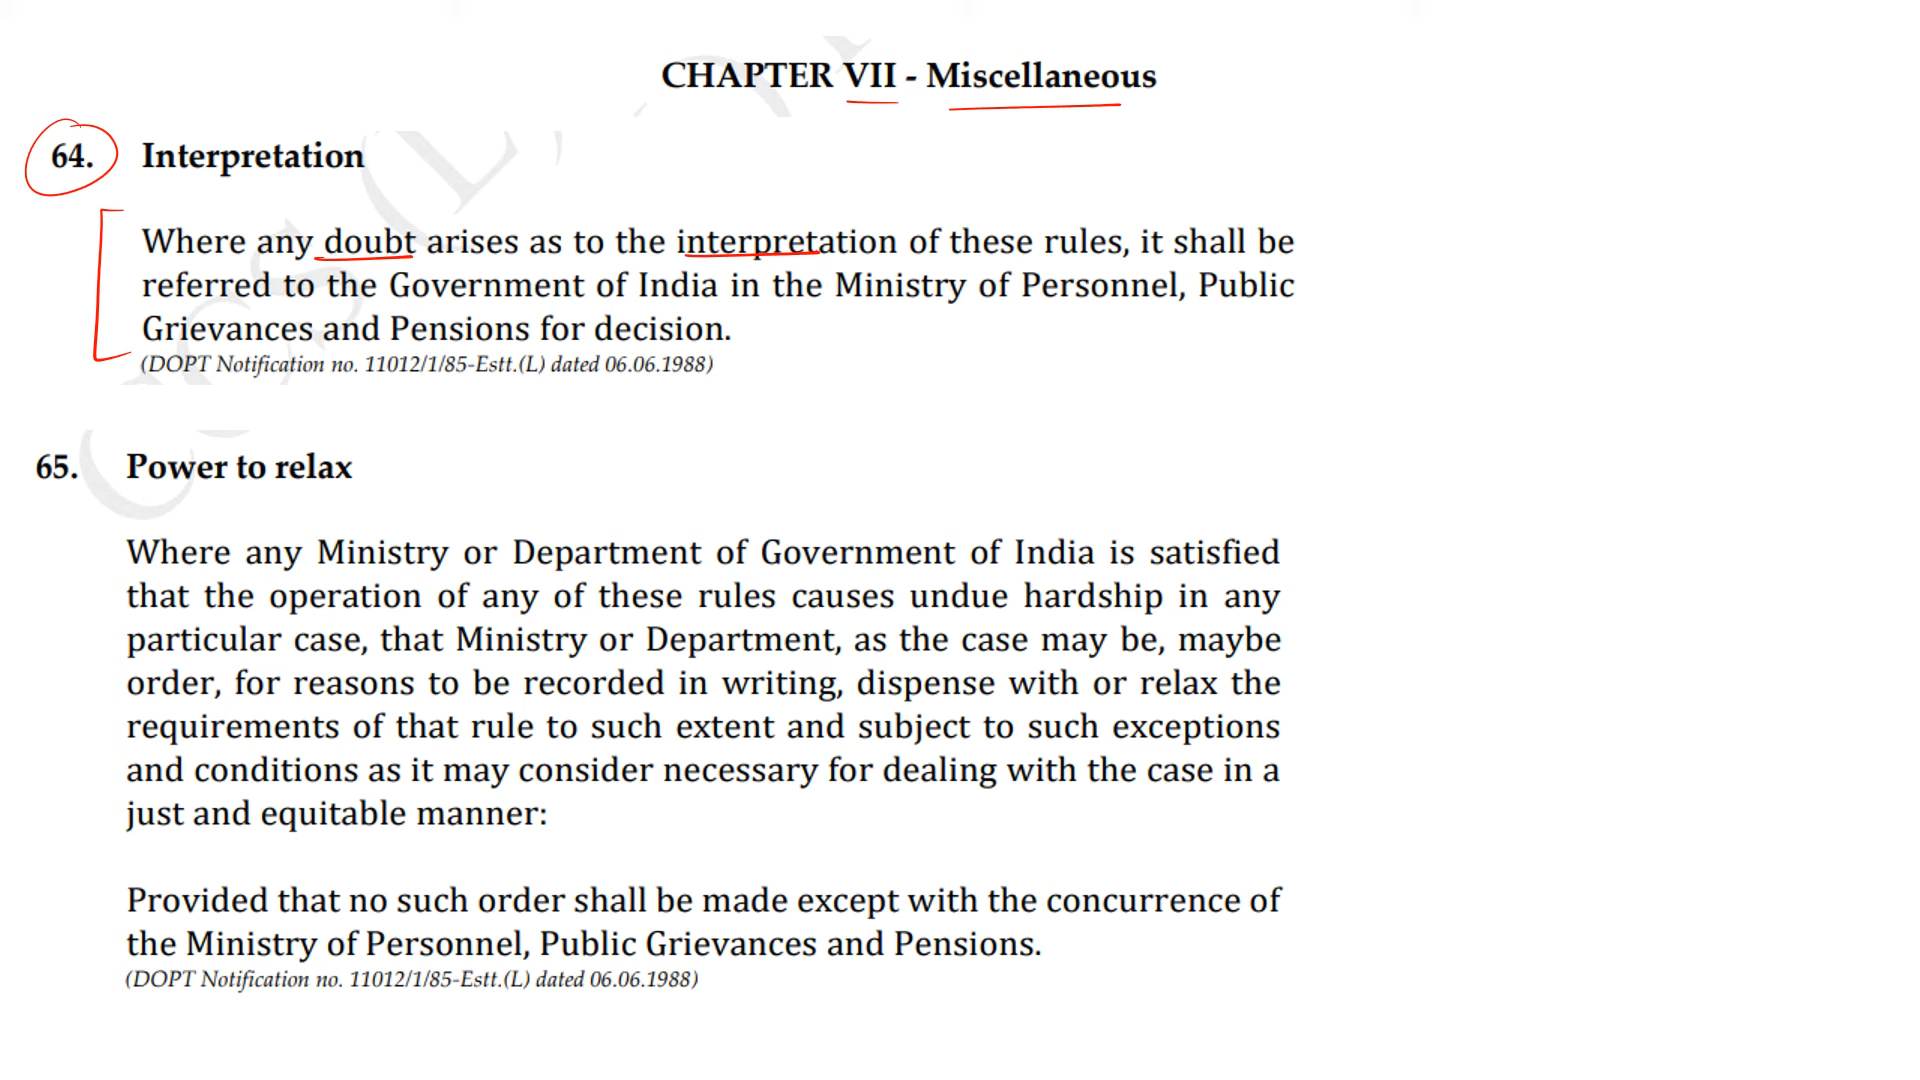 CHAPTER VII - Miscellaneous
64. Interpretation
Where any doubt arises as to the interpretation of these rules, it shall be
referred to the Government of India in the Ministry of Personnel, Public
Grievances and Pensions for decision.
(DOPT Notification no. 11012/1/85-Estt.(L) dated 06.06.1988)
65. Power to relax
Where any Ministry or Department of Government of India is satisfied
that the operation of any of these rules causes undue hardship in any
particular case, that Ministry or Department, as the case may be, maybe
order, for reasons to be recorded in writing, dispense with or relax the
requirements of that rule to such extent and subject to such exceptions
and conditions as it may consider necessary for dealing with the case in a
just and equitable manner:
Provided that no such order shall be made except with the concurrence of
the Ministry of Personnel, Public Grievances and Pensions.
(DOPT Notification no. 11012/1/85-Estt.(L) dated 06.06.1988)